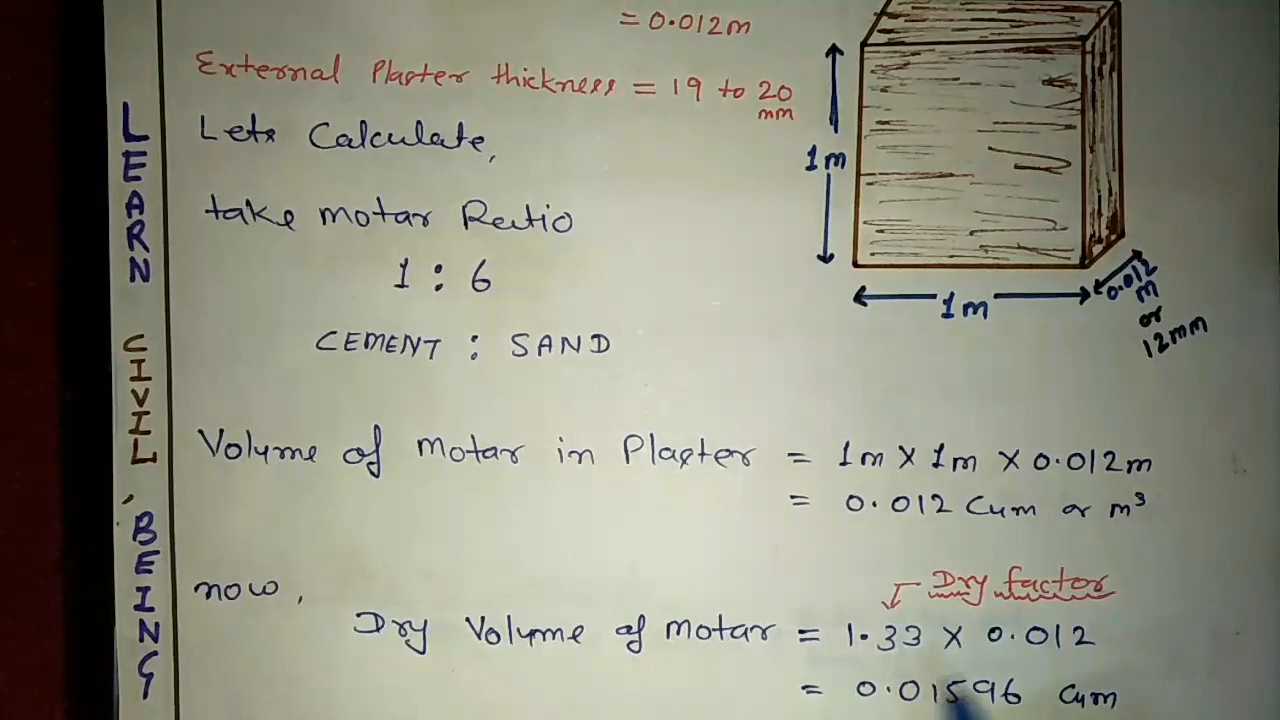 = 0.012m
External Plaster thickness = 19 to 20 mm
Lets Calculate,
take motar Ratio
1 : 6
CEMENT : SAND
Volume of motar in Plaster = 1m X 1m X 0.012m
= 0.012 Cum or m³
now,
Dry factor
Dry Volume of motar = 1.33 X 0.012
= 0.01596 Cum
1m
1m
0.012 m or 12mm
LEARN CIVIL, BEING